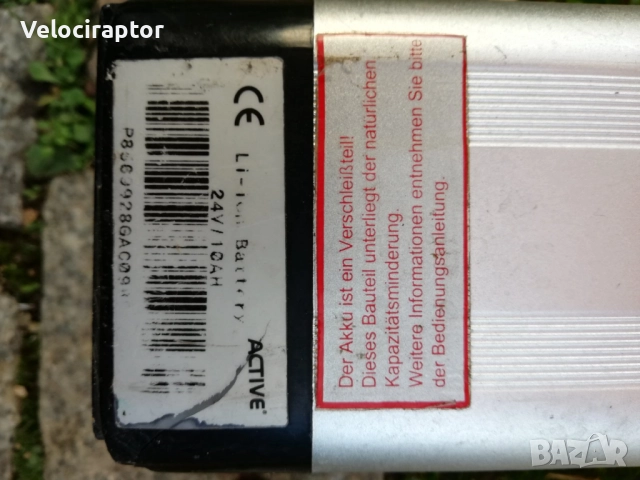 Velociraptor
CE
Li-ion Battery
24V/10AH
ACTIVE
Der Akku ist ein Verschleißteil!
Dieses Bauteil unterliegt der natürlichen
Kapazitätsminderung.
Weitere Informationen entnehmen Sie bitte
der Bedienungsanleitung.
BAZAR